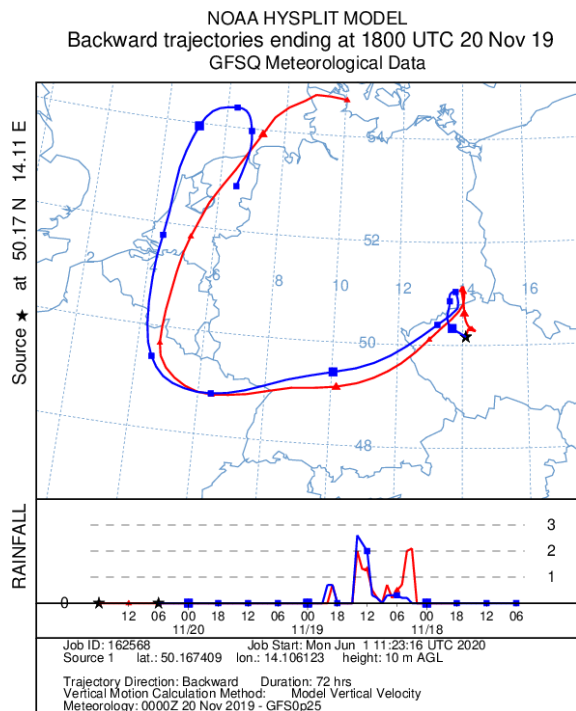 NOAA HYSPLIT MODEL
Backward trajectories ending at 1800 UTC 20 Nov 19
GFSQ Meteorological Data
Source ★ at 50.17 N 14.11 E
54
52
2 4 6 8 10 12 14 16
50
48
RAINFALL
3
2
1
0
12 06 00 18 12 06 00 18 12 06 00 18 12 06
11/20 11/19 11/18
Job ID: 162568 Job Start: Mon Jun 1 11:23:16 UTC 2020
Source 1 lat.: 50.167409 lon.: 14.106123 height: 10 m AGL
Trajectory Direction: Backward Duration: 72 hrs
Vertical Motion Calculation Method: Model Vertical Velocity
Meteorology: 0000Z 20 Nov 2019 - GFS0p25